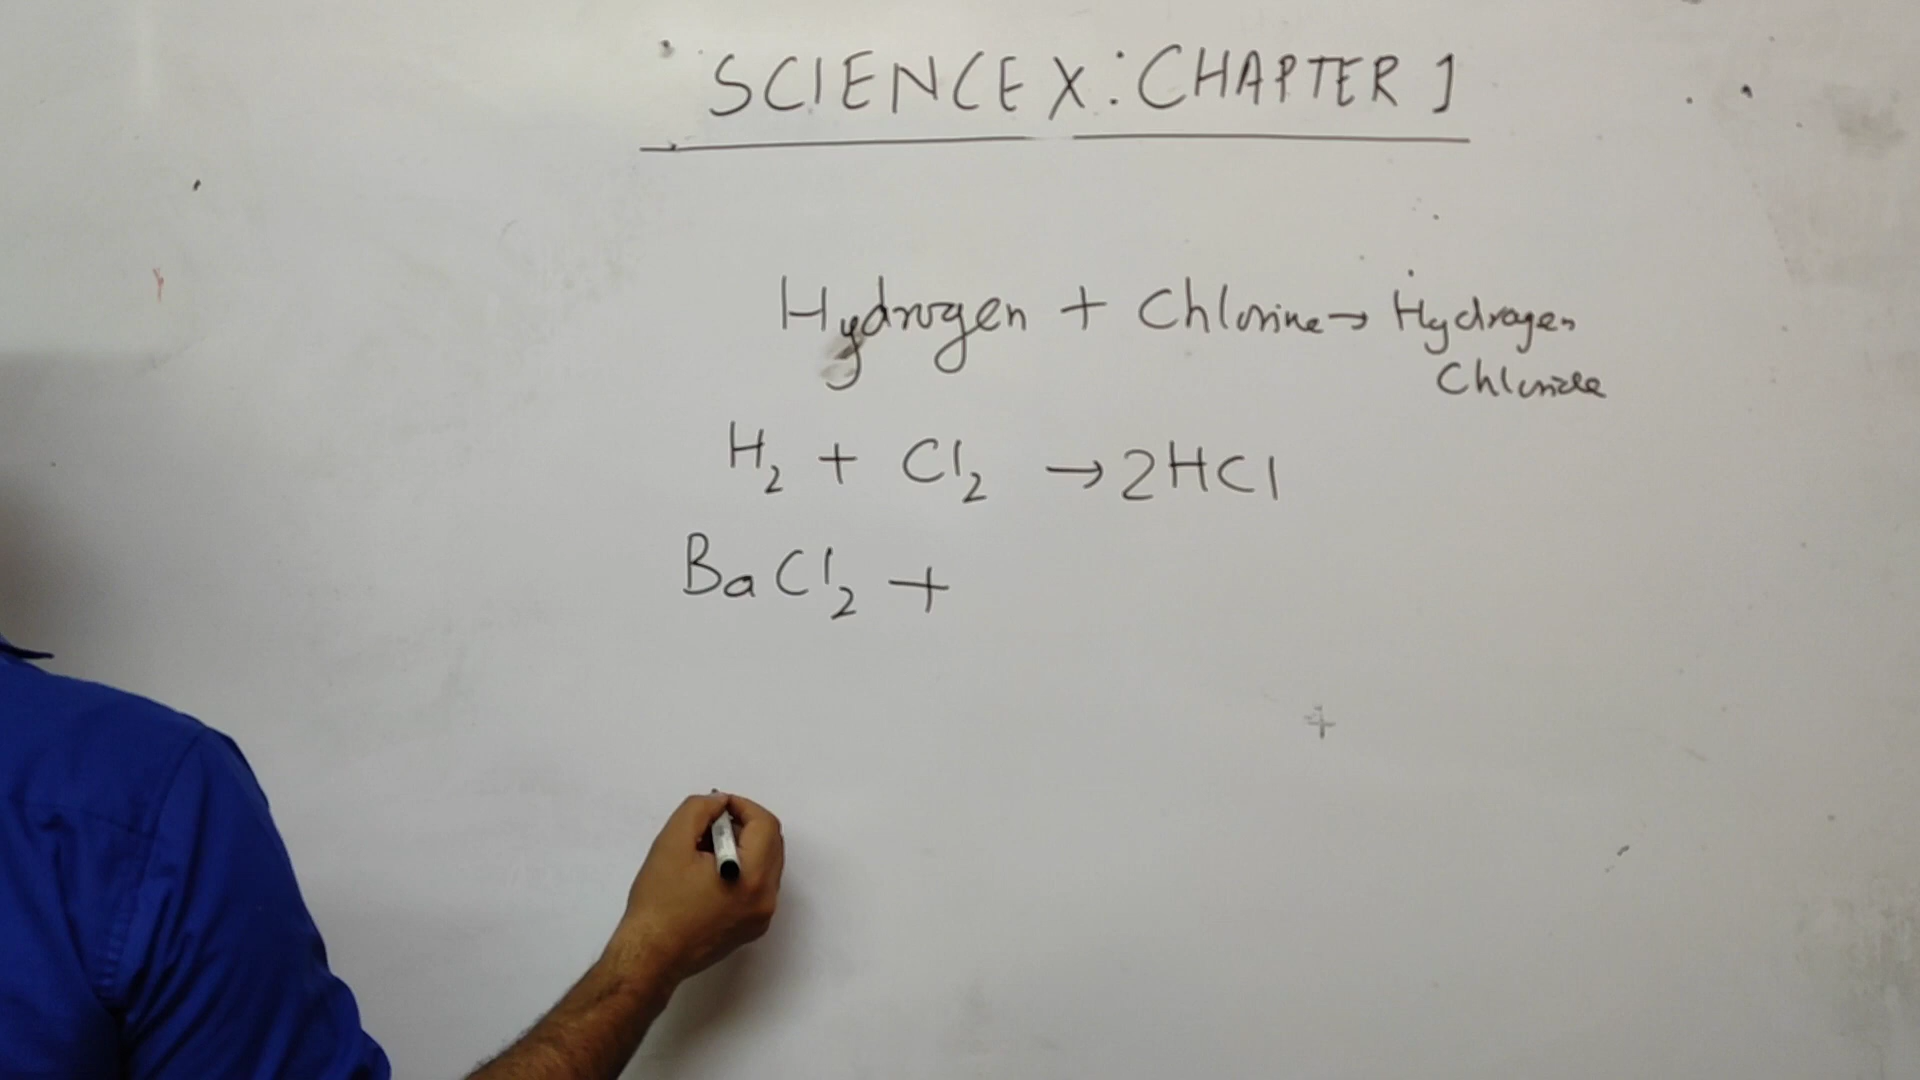 SCIENCE X: CHAPTER 1
Hydrogen + Chlorine → Hydrogen
Chloride
H₂ + Cl₂ → 2HCl
BaCl₂ +
+